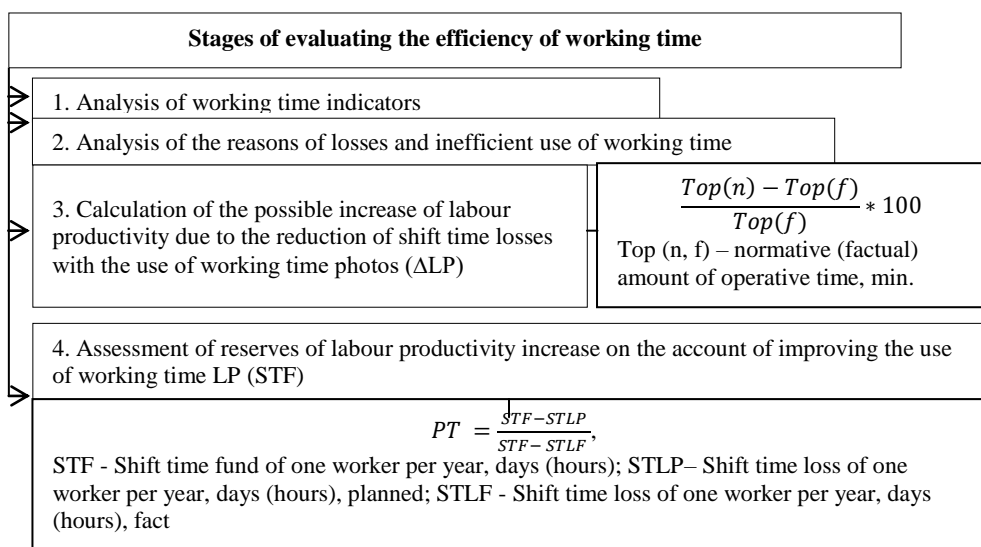 Stages of evaluating the efficiency of working time
1. Analysis of working time indicators
2. Analysis of the reasons of losses and inefficient use of working time
3. Calculation of the possible increase of labour
productivity due to the reduction of shift time losses
with the use of working time photos (ΔLP)
Top(n) − Top(f)
Top(f)
* 100
Top (n, f) – normative (factual)
amount of operative time, min.
4. Assessment of reserves of labour productivity increase on the account of improving the use
of working time LP (STF)
PT = STF−STLP
STF− STLF,
STF - Shift time fund of one worker per year, days (hours); STLP– Shift time loss of one
worker per year, days (hours), planned; STLF - Shift time loss of one worker per year, days
(hours), fact